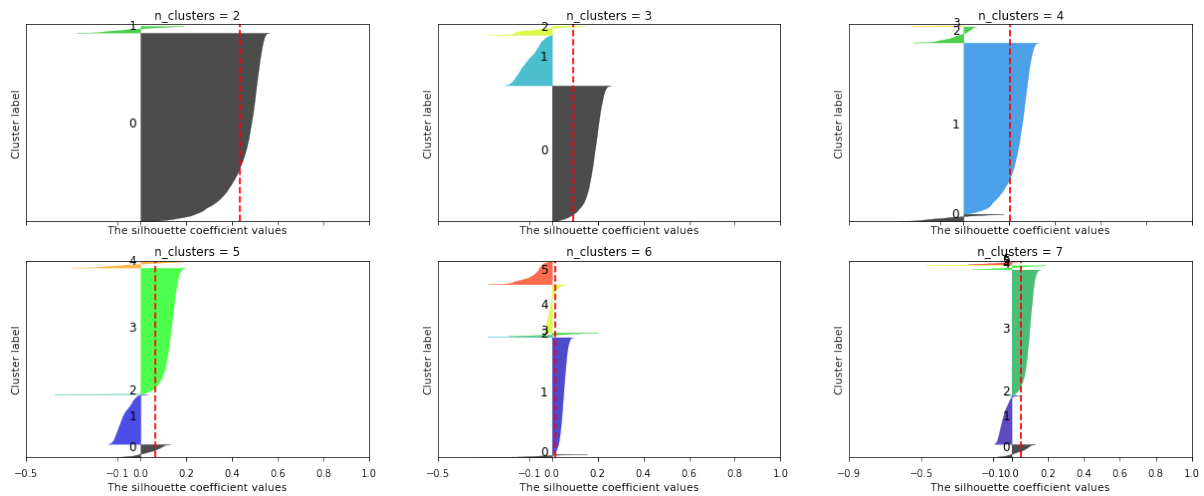 n_clusters = 2
n_clusters = 3
n_clusters = 4
1
0
Cluster label
2
1
0
Cluster label
3
2
1
0
Cluster label
The silhouette coefficient values
The silhouette coefficient values
The silhouette coefficient values
n_clusters = 5
n_clusters = 6
n_clusters = 7
4
3
2
1
0
Cluster label
5
4
3
1
0
Cluster label
3
2
1
0
Cluster label
−0.5 −0.1 0.0 0.2 0.4 0.6 0.8 1.0
−0.5 −0.1 0.0 0.2 0.4 0.6 0.8 1.0
−0.9 −0.5 −0.1 0.0 0.2 0.4 0.6 0.8 1.0
The silhouette coefficient values
The silhouette coefficient values
The silhouette coefficient values